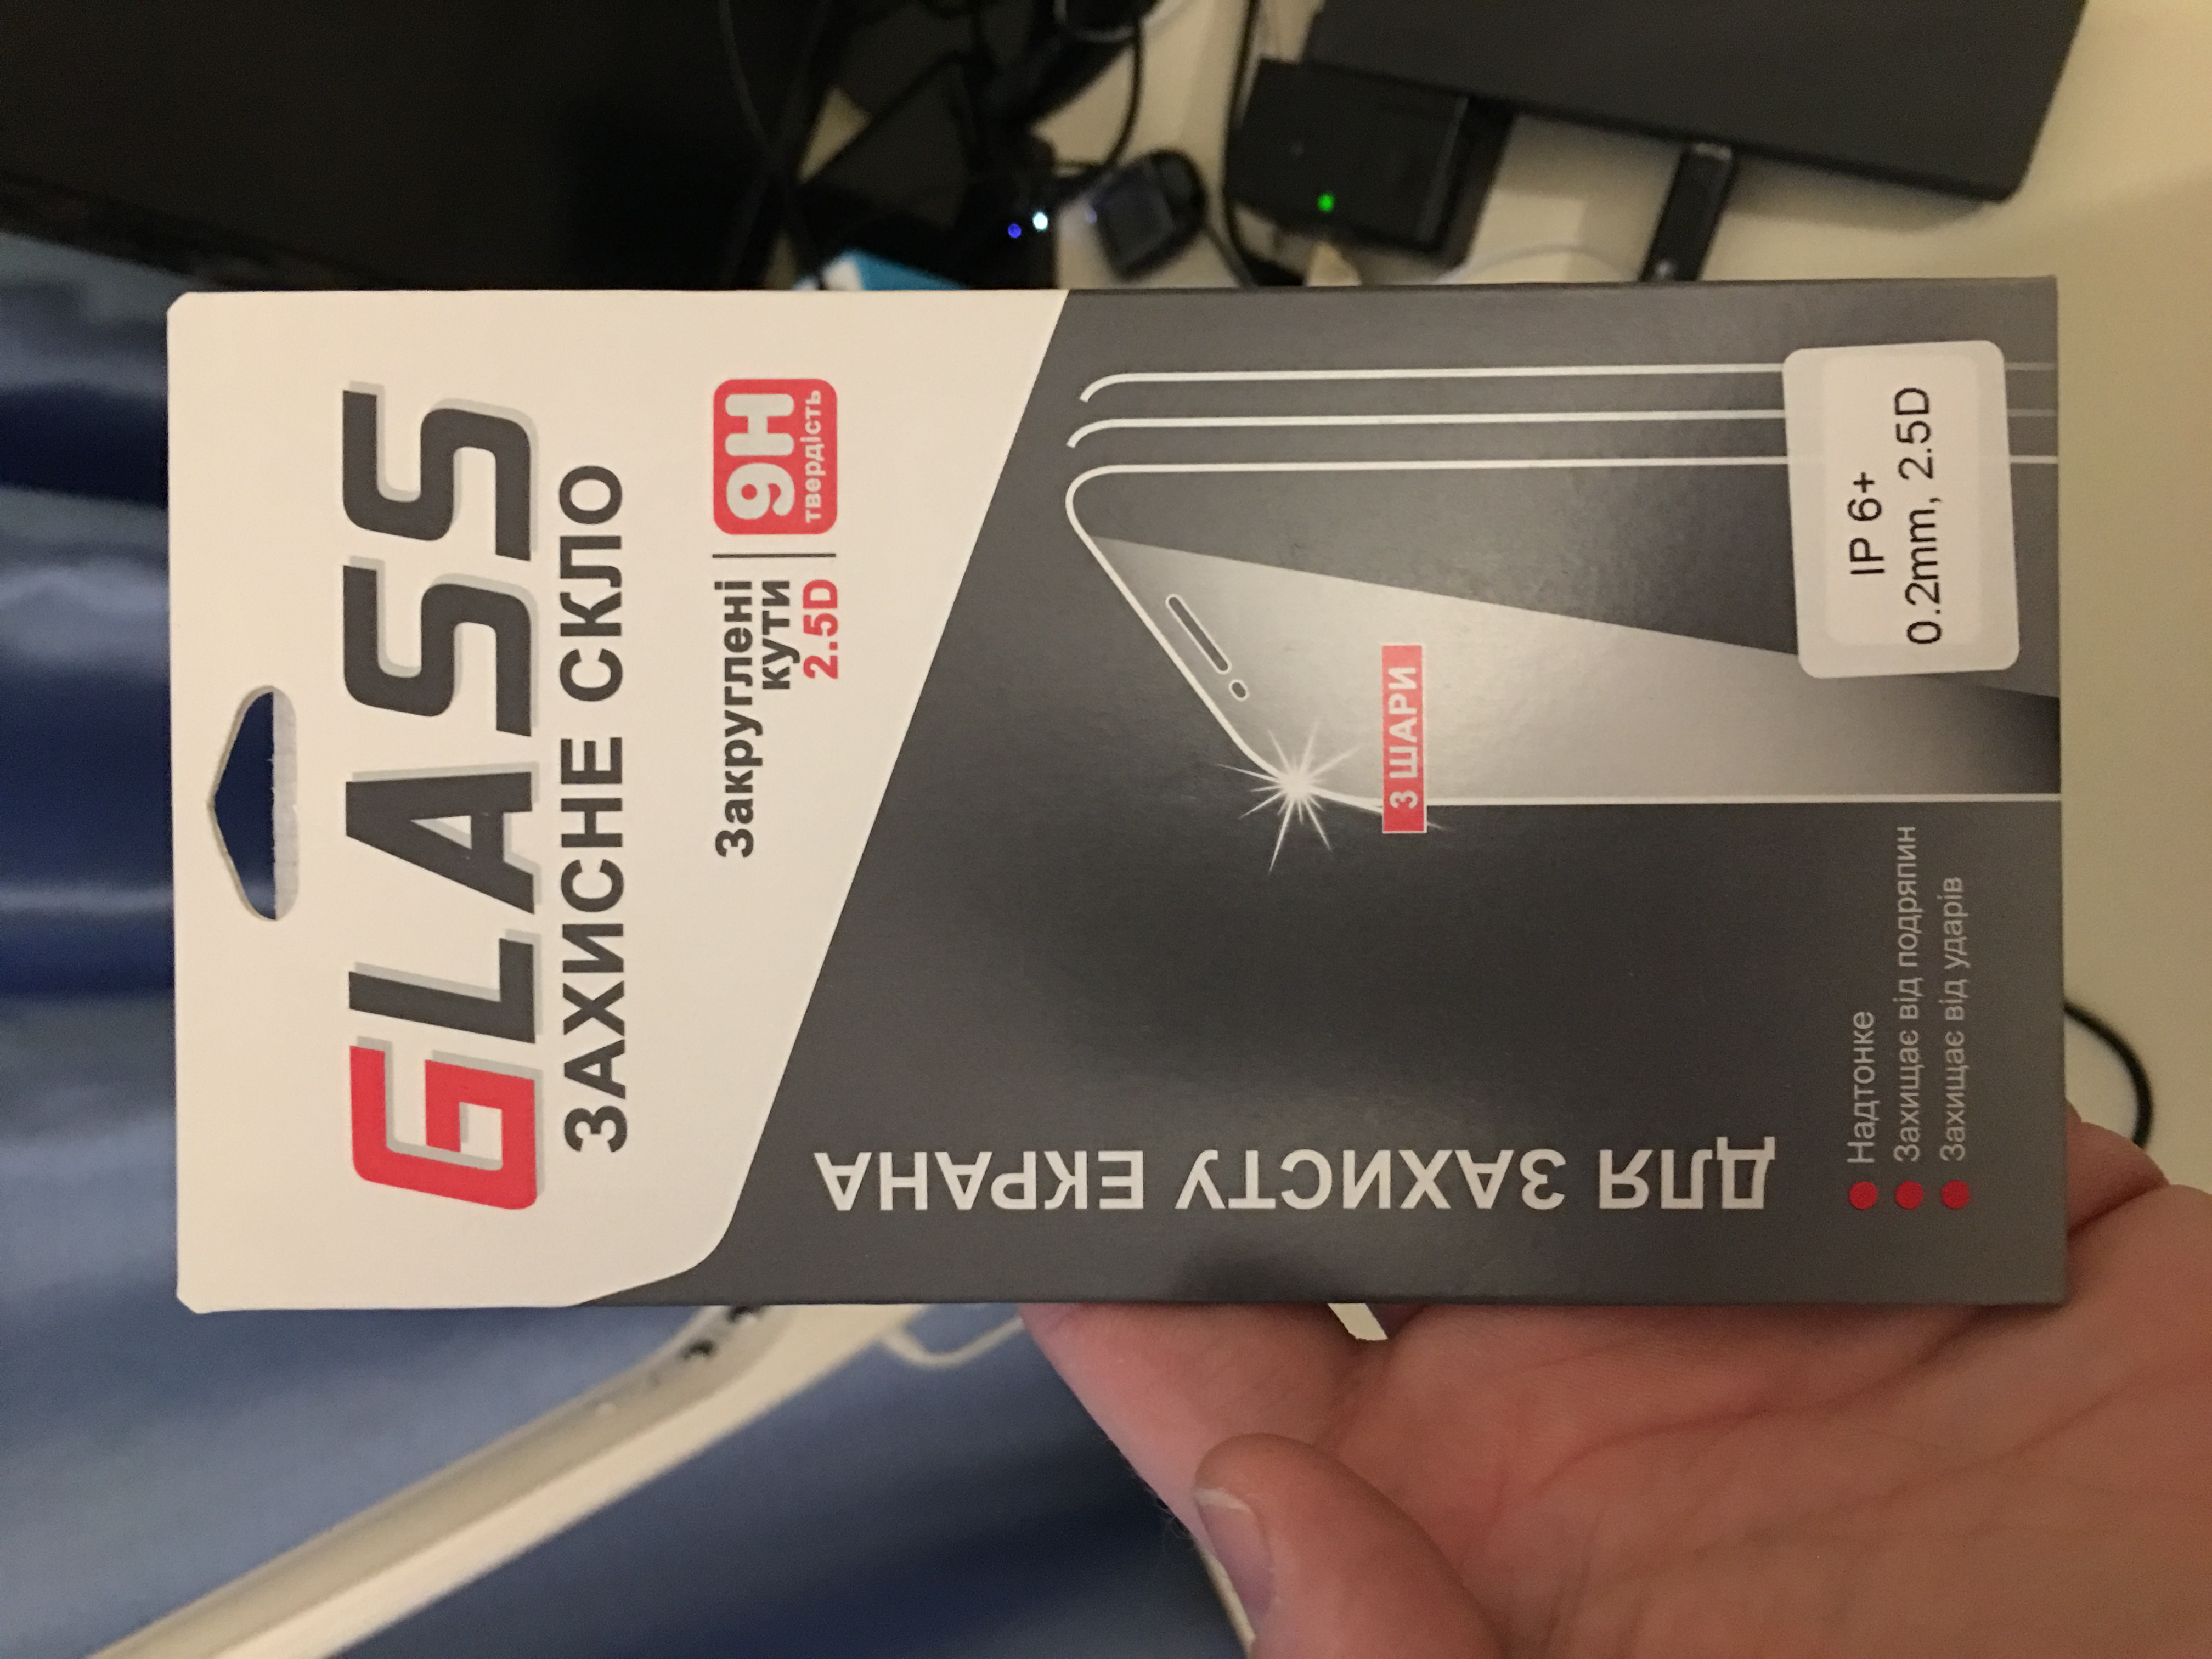 GLASS
ЗАХИСНЕ СКЛО
Закруглені
кути
2.5D
9H
твердість
ДЛЯ ЗАХИСТУ ЕКРАНА
3 ШАРИ
Надтонке
Захищає від подряпин
Захищає від ударів
IP 6+
0.2mm, 2.5D